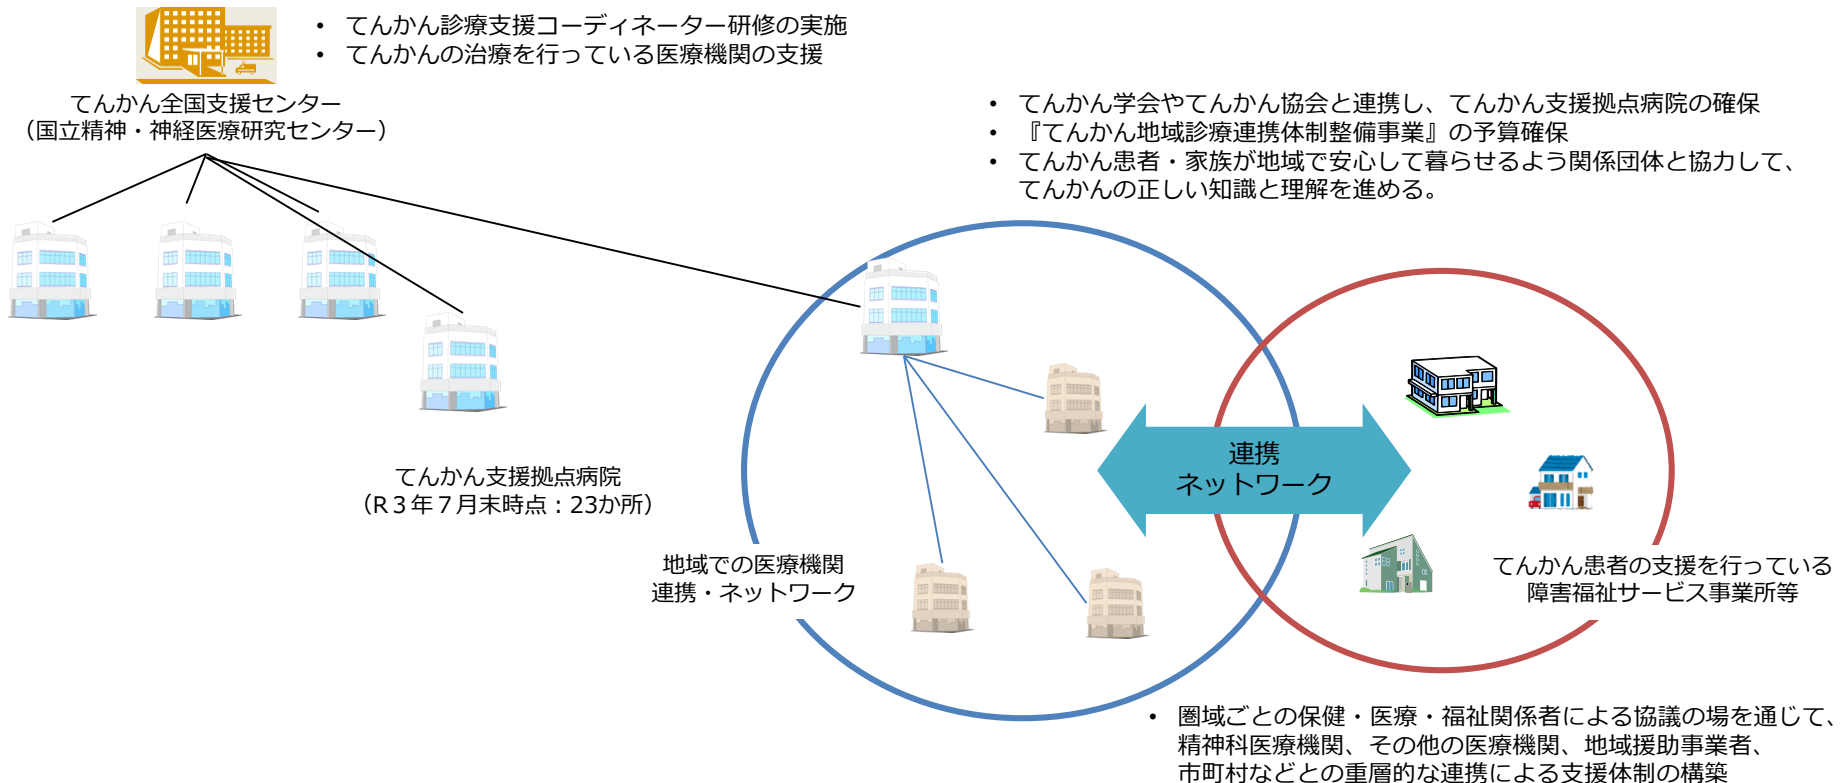 • てんかん診療支援コーディネーター研修の実施
• てんかんの治療を行っている医療機関の支援
てんかん全国支援センター
（国立精神・神経医療研究センター）
• てんかん学会やてんかん協会と連携し、てんかん支援拠点病院の確保
• 『てんかん地域診療連携体制整備事業』の予算確保
• てんかん患者・家族が地域で安心して暮らせるよう関係団体と協力して、
てんかんの正しい知識と理解を進める。
てんかん支援拠点病院
（R３年７月末時点：23か所）
連携
ネットワーク
地域での医療機関
連携・ネットワーク
てんかん患者の支援を行っている
障害福祉サービス事業所等
• 圏域ごとの保健・医療・福祉関係者による協議の場を通じて、
精神科医療機関、その他の医療機関、地域援助事業者、
市町村などとの重層的な連携による支援体制の構築